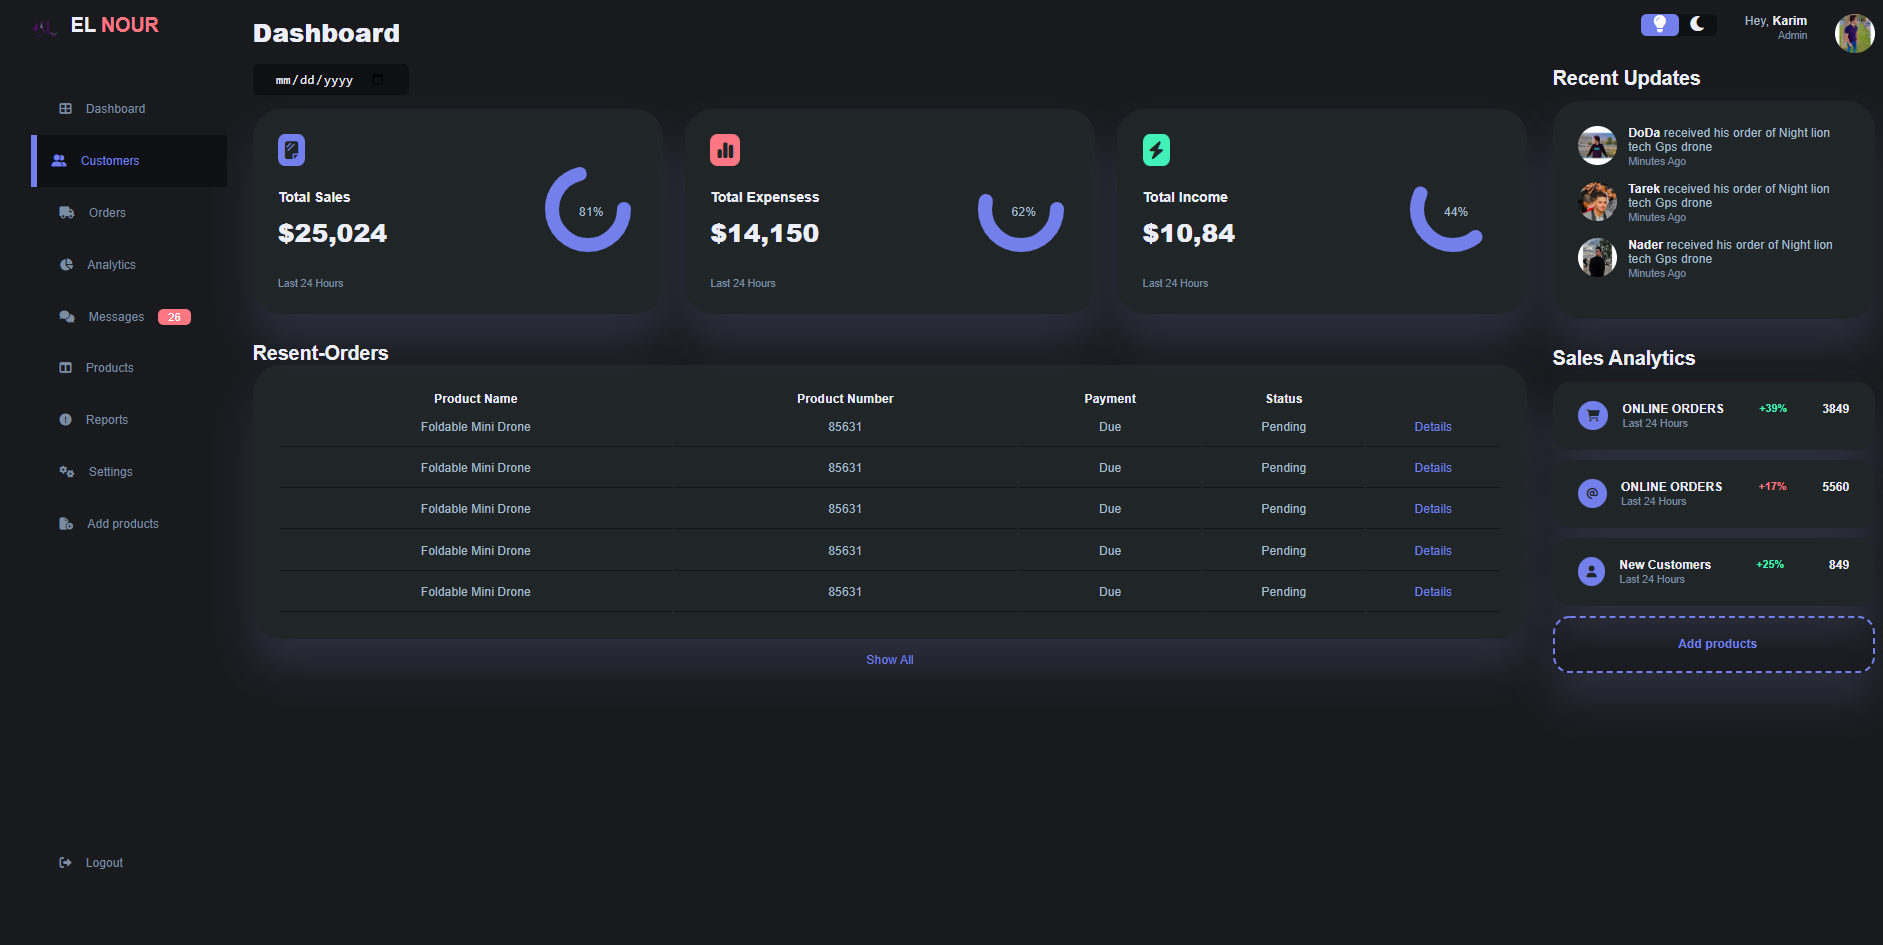 EL NOUR
Dashboard
Customers
Orders
Analytics
Messages 26
Products
Reports
Settings
Add products
Logout
Dashboard
mm/dd/yyyy
Total Sales
$25,024
81%
Last 24 Hours
Total Expensess
$14,150
62%
Last 24 Hours
Total Income
$10,84
44%
Last 24 Hours
Resent-Orders
Product Name Product Number Payment Status
Foldable Mini Drone 85631 Due Pending Details
Foldable Mini Drone 85631 Due Pending Details
Foldable Mini Drone 85631 Due Pending Details
Foldable Mini Drone 85631 Due Pending Details
Foldable Mini Drone 85631 Due Pending Details
Show All
Hey, Karim
Admin
Recent Updates
DoDa received his order of Night lion
tech Gps drone
Minutes Ago
Tarek received his order of Night lion
tech Gps drone
Minutes Ago
Nader received his order of Night lion
tech Gps drone
Minutes Ago
Sales Analytics
ONLINE ORDERS +39% 3849
Last 24 Hours
ONLINE ORDERS +17% 5560
Last 24 Hours
New Customers +25% 849
Last 24 Hours
Add products